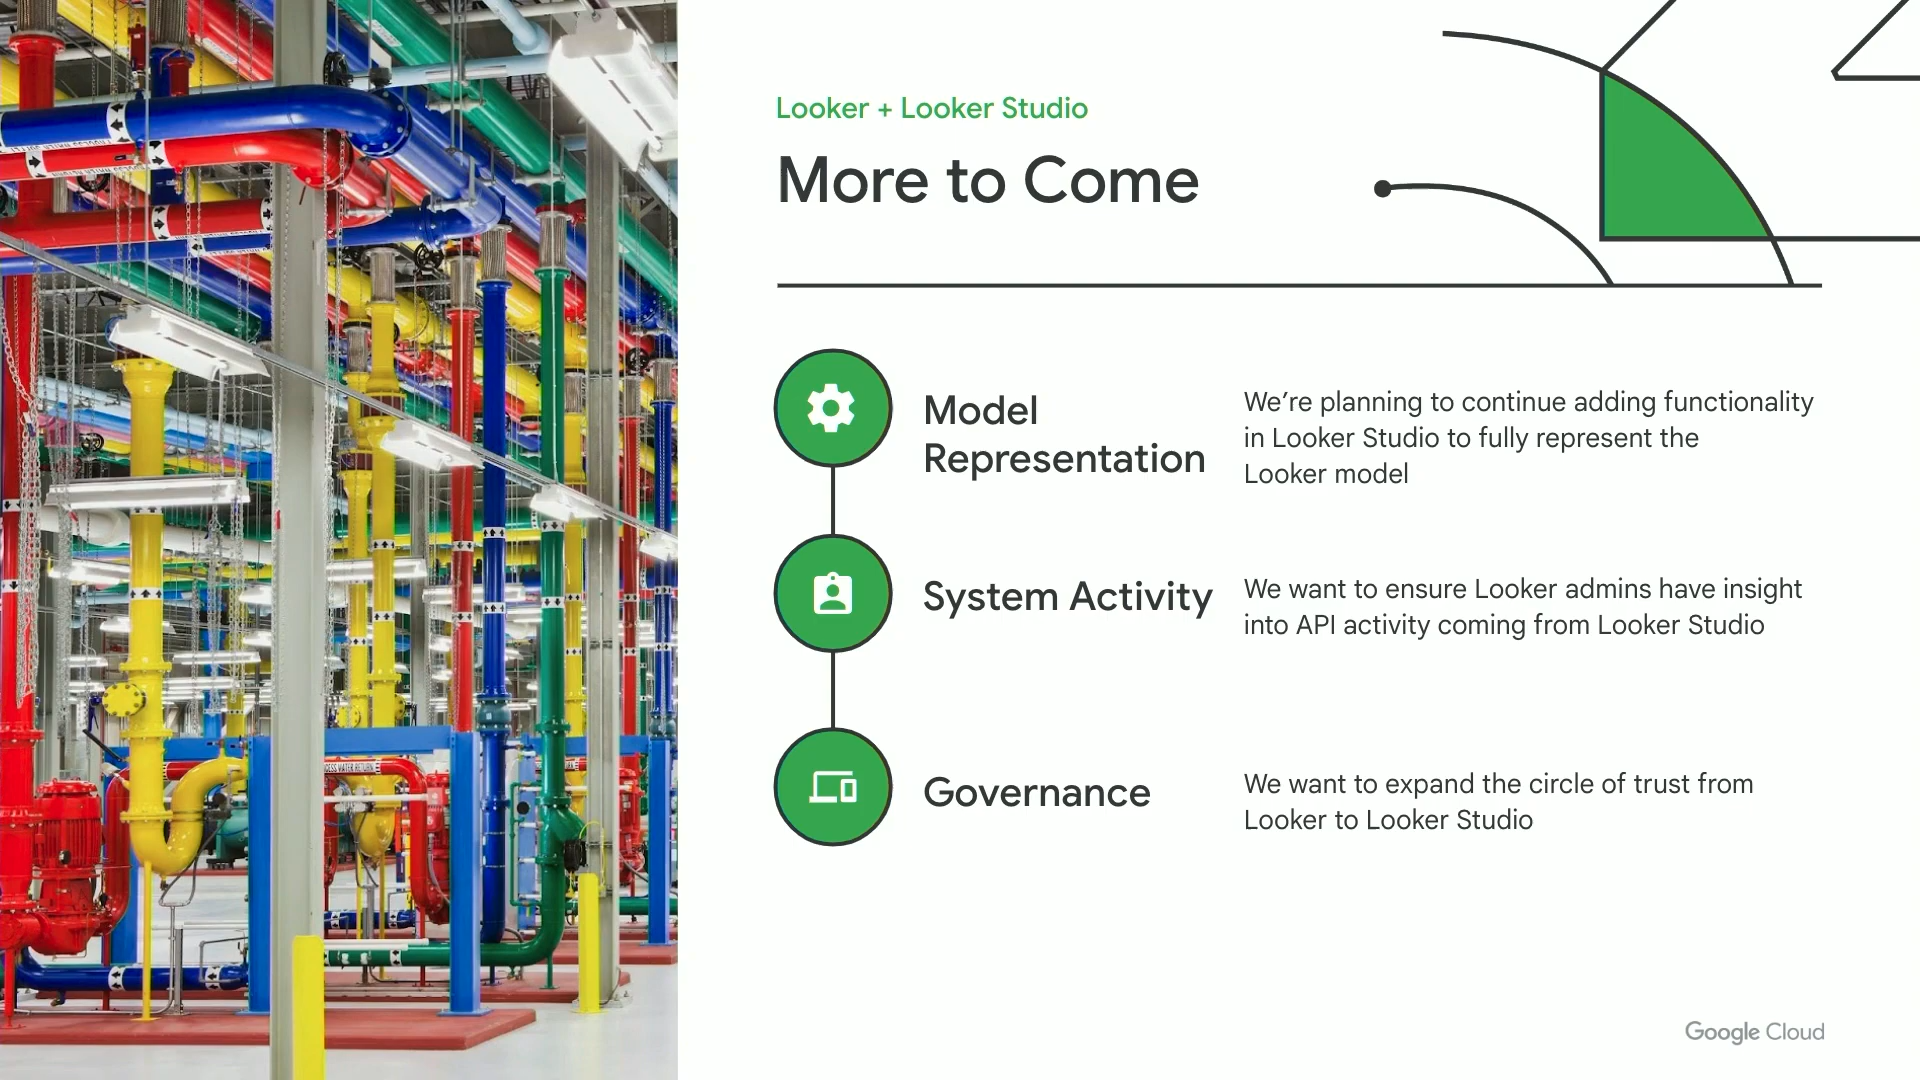 Looker + Looker Studio
More to Come
Model
Representation
We're planning to continue adding functionality
in Looker Studio to fully represent the
Looker model
System Activity
We want to ensure Looker admins have insight
into API activity coming from Looker Studio
Governance
We want to expand the circle of trust from
Looker to Looker Studio
Google Cloud